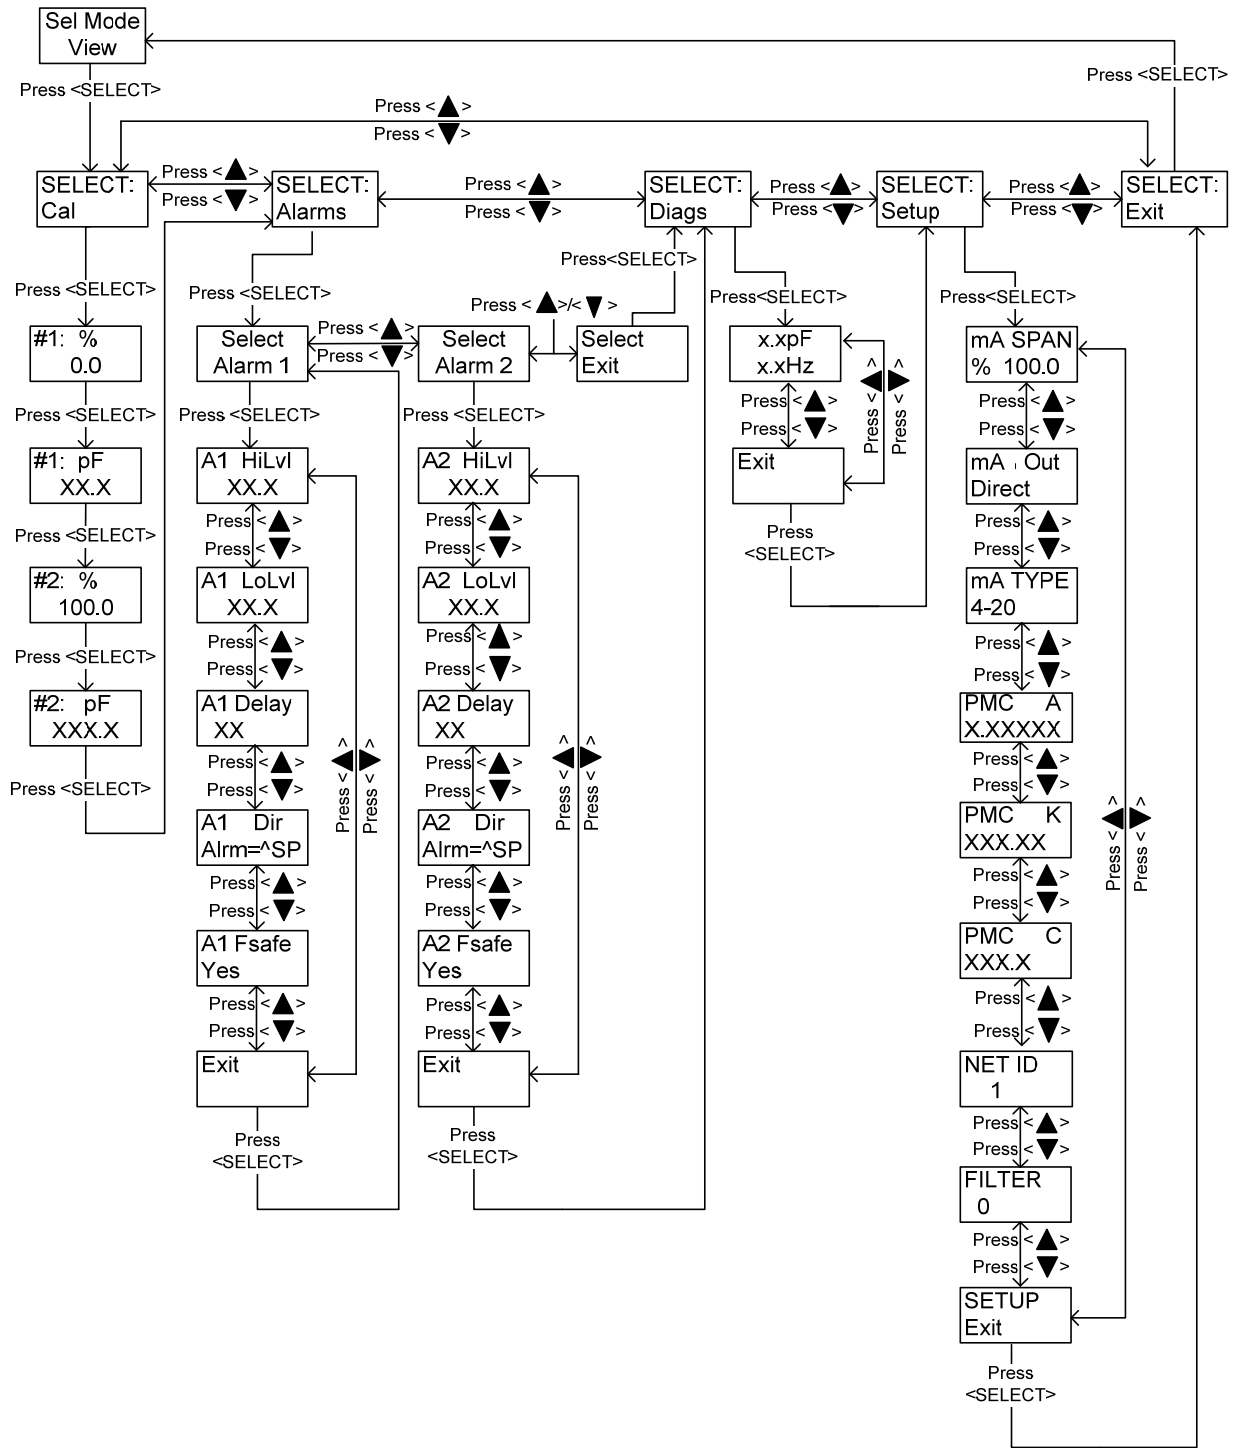 Sel Mode
View
Press <SELECT>
Press <SELECT>
Press <▲>
Press <▼>
SELECT:
Cal
Press <▲>
Press <▼>
SELECT:
Alarms
Press <▲>
Press <▼>
SELECT:
Diags
Press <▲>
Press <▼>
SELECT:
Setup
Press <▲>
Press <▼>
SELECT:
Exit
Press <SELECT>
#1: %
0.0
Press <SELECT>
#1: pF
XX.X
Press <SELECT>
#2: %
100.0
Press <SELECT>
#2: pF
XXX.X
Press <SELECT>
Press <SELECT>
Select
Alarm 1
Press <▲>
Press <▼>
Select
Alarm 2
Press <▲>/<▼>
Select
Exit
Press<SELECT>
Press <SELECT>
A1 HiLvl
XX.X
Press <▲>
Press <▼>
A1 LoLvl
XX.X
Press <▲>
Press <▼>
A1 Delay
XX
Press <▲>
Press <▼>
A1 Dir
Alrm=^SP
Press <▲>
Press <▼>
A1 Fsafe
Yes
Press <▲>
Press <▼>
Exit
Press
<SELECT>
Press <◀>
Press <▶>
Press <SELECT>
A2 HiLvl
XX.X
Press <▲>
Press <▼>
A2 LoLvl
XX.X
Press <▲>
Press <▼>
A2 Delay
XX
Press <▲>
Press <▼>
A2 Dir
Alrm=^SP
Press <▲>
Press <▼>
A2 Fsafe
Yes
Press <▲>
Press <▼>
Exit
Press
<SELECT>
Press <◀>
Press <▶>
Press<SELECT>
x.xpF
x.xHz
Press <▲>
Press <▼>
Exit
Press
<SELECT>
Press <◀>
Press <▶>
Press<SELECT>
mA SPAN
% 100.0
Press <▲>
Press <▼>
mA Out
Direct
Press <▲>
Press <▼>
mA TYPE
4-20
Press <▲>
Press <▼>
PMC A
X.XXXXX
Press <▲>
Press <▼>
PMC K
XXX.XX
Press <▲>
Press <▼>
PMC C
XXX.X
Press <▲>
Press <▼>
NET ID
1
Press <▲>
Press <▼>
FILTER
0
Press <▲>
Press <▼>
SETUP
Exit
Press
<SELECT>
Press <◀>
Press <▶>